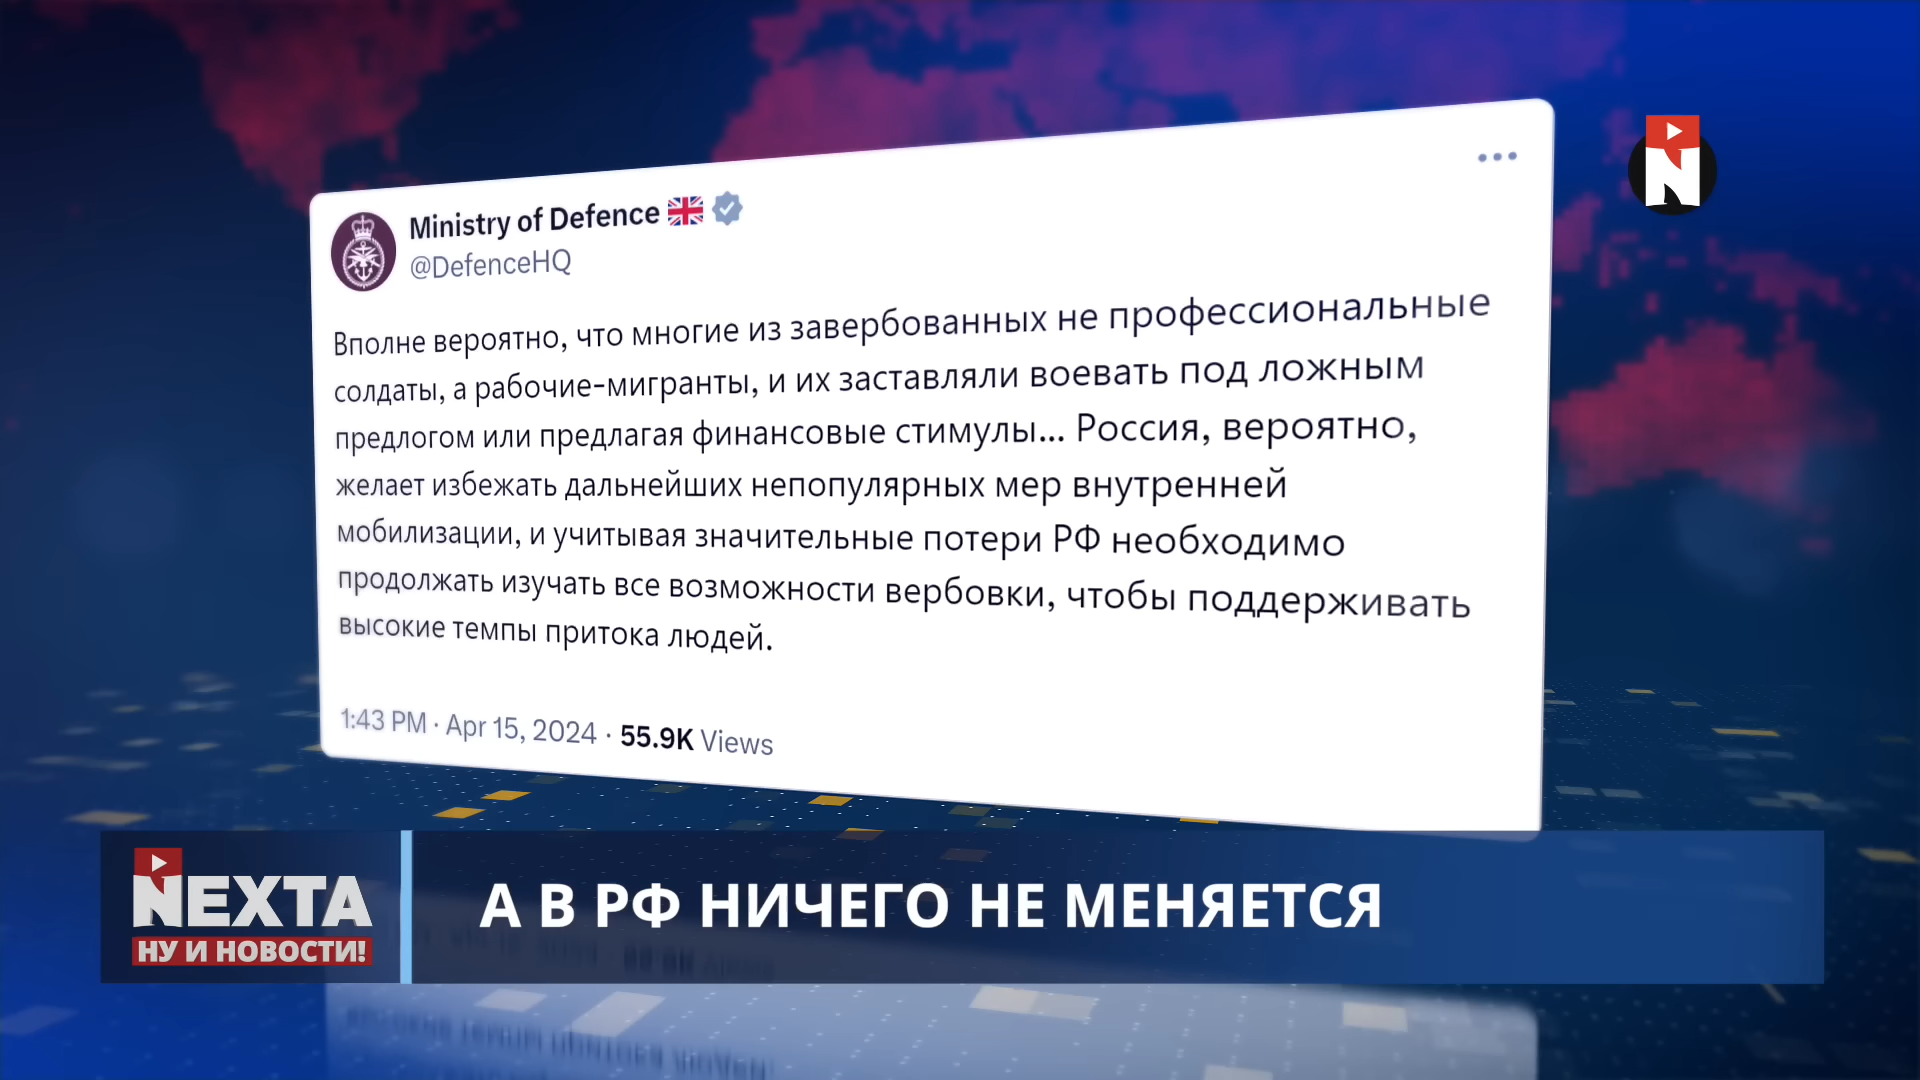 Ministry of Defence
@DefenceHQ
Вполне вероятно, что многие из завербованных не профессиональные
солдаты, а рабочие-мигранты, и их заставляли воевать под ложным
предлогом или предлагая финансовые стимулы... Россия, вероятно,
желает избежать дальнейших непопулярных мер внутренней
мобилизации, и учитывая значительные потери РФ необходимо
продолжать изучать все возможности вербовки, чтобы поддерживать
высокие темпы притока людей.
1:43 PM · Apr 15, 2024 · 55.9K Views
N
NEXTA
НУ И НОВОСТИ!
А В РФ НИЧЕГО НЕ МЕНЯЕТСЯ